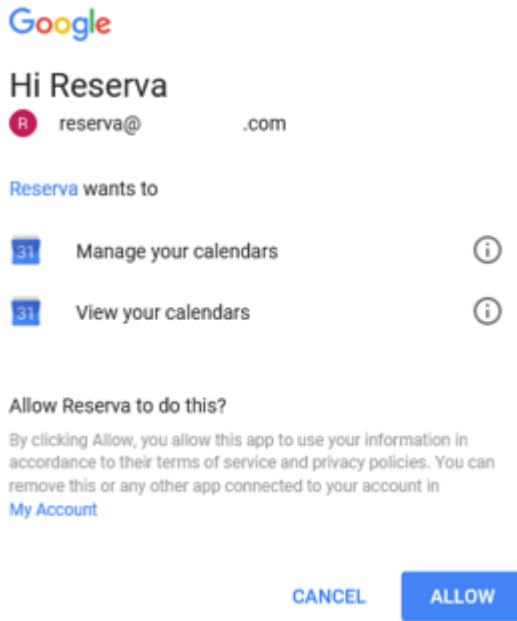 Google
Hi Reserva
R reserva@ .com
Reserva wants to
31 Manage your calendars
31 View your calendars
Allow Reserva to do this?
By clicking Allow, you allow this app to use your information in
accordance to their terms of service and privacy policies. You can
remove this or any other app connected to your account in
My Account
CANCEL ALLOW